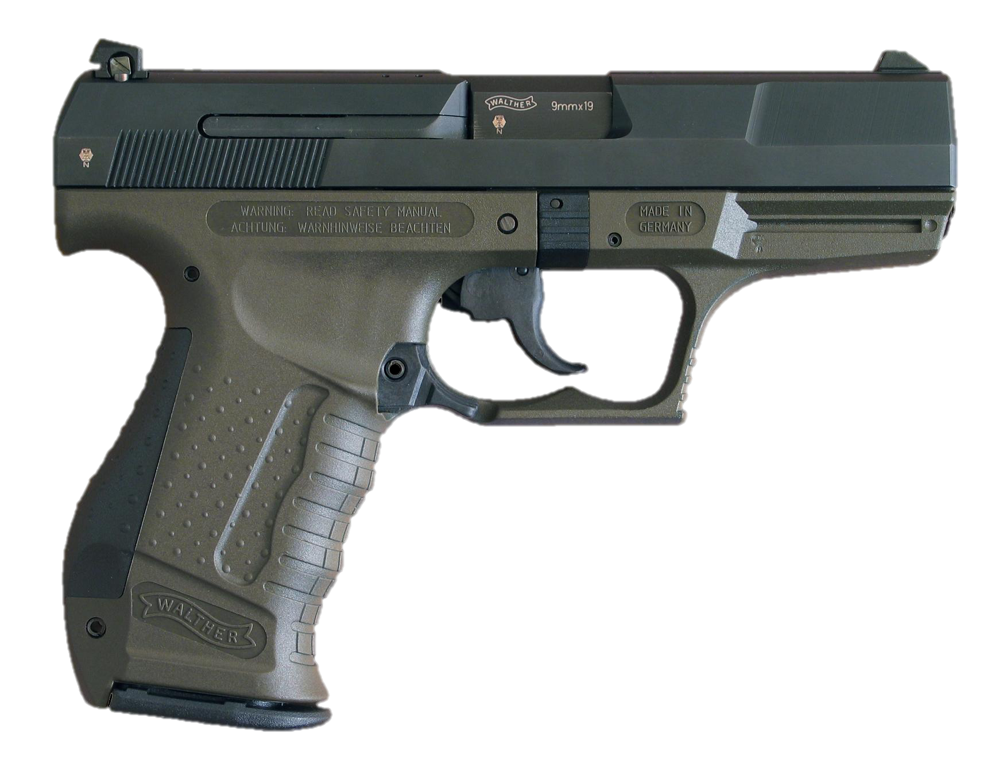 WALTHER 9mmx19
N
N
WARNING: READ SAFETY MANUAL
ACHTUNG: WARNHINWEISE BEACHTEN
MADE IN
GERMANY
WALTHER